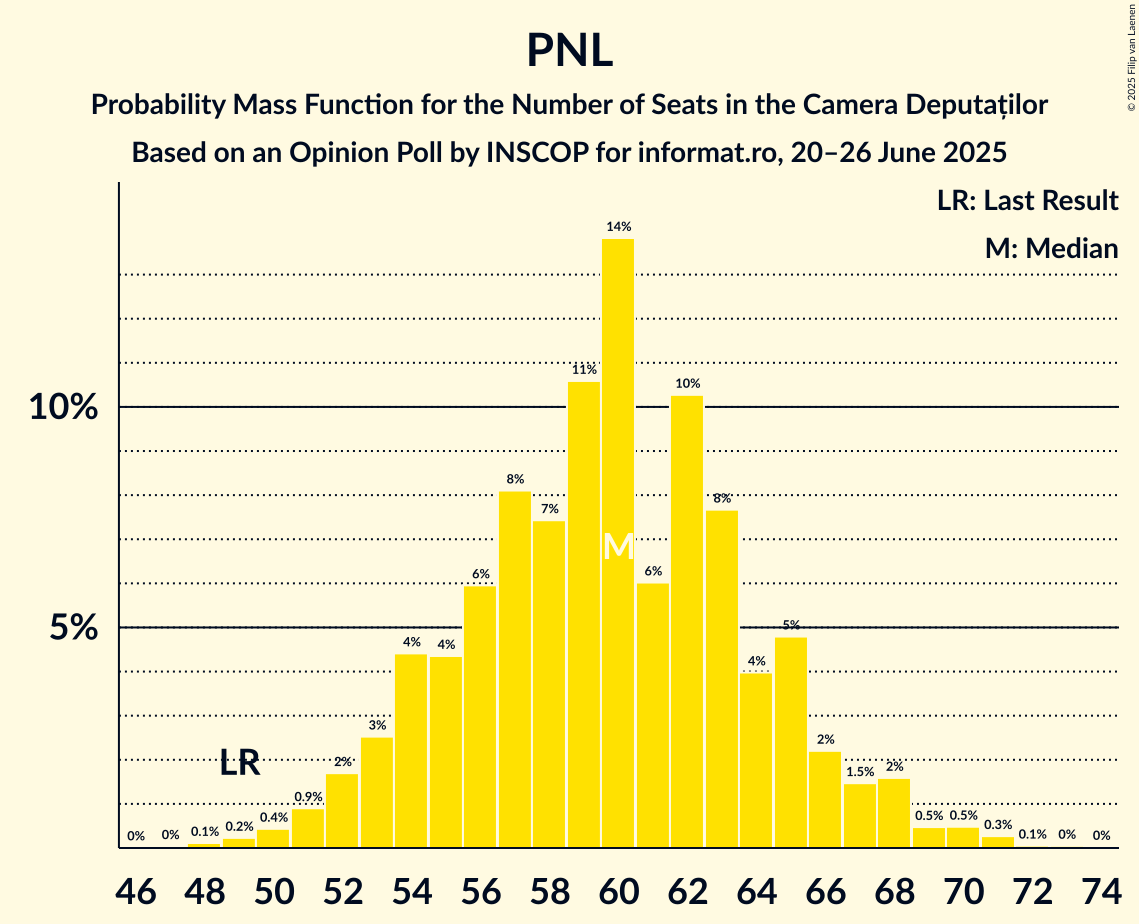 PNL
Probability Mass Function for the Number of Seats in the Camera Deputaților
Based on an Opinion Poll by INSCOP for informat.ro, 20–26 June 2025
© 2025 Filip van Laenen
LR: Last Result
M: Median
10%
5%
LR
M
0% 0% 0.1% 0.2% 0.4% 0.9% 2% 3% 4% 4% 6% 8% 7% 11% 14% 6% 10% 8% 4% 5% 2% 1.5% 2% 0.5% 0.5% 0.3% 0.1% 0% 0%
46 48 50 52 54 56 58 60 62 64 66 68 70 72 74